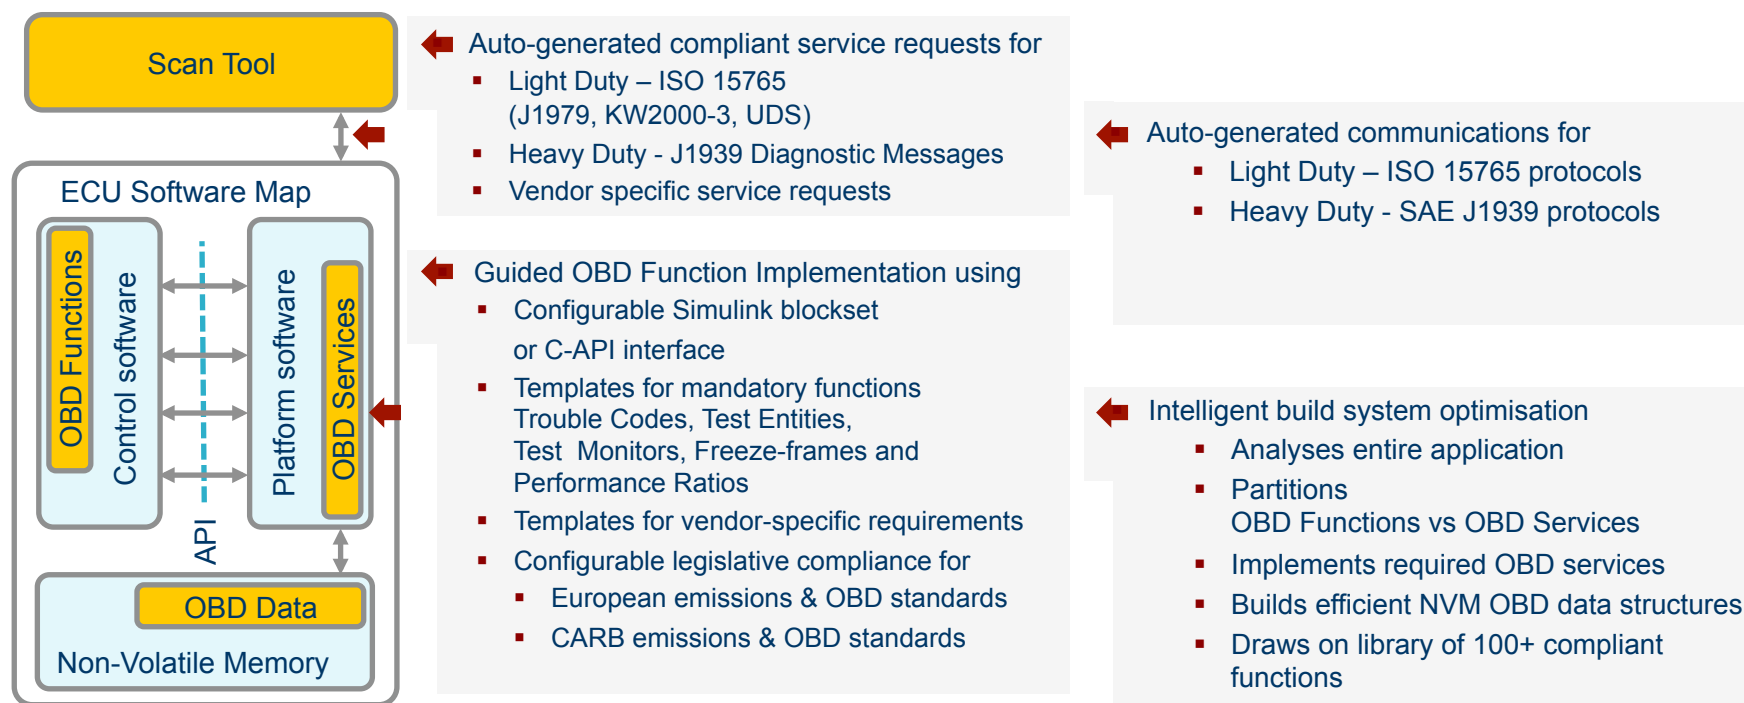 Scan Tool
ECU Software Map
OBD Functions
Control software
API
Platform software
OBD Services
OBD Data
Non-Volatile Memory
Auto-generated compliant service requests for
▪ Light Duty – ISO 15765
(J1979, KW2000-3, UDS)
▪ Heavy Duty - J1939 Diagnostic Messages
▪ Vendor specific service requests
Guided OBD Function Implementation using
▪ Configurable Simulink blockset
or C-API interface
▪ Templates for mandatory functions
Trouble Codes, Test Entities,
Test Monitors, Freeze-frames and
Performance Ratios
▪ Templates for vendor-specific requirements
▪ Configurable legislative compliance for
▪ European emissions & OBD standards
▪ CARB emissions & OBD standards
Auto-generated communications for
▪ Light Duty – ISO 15765 protocols
▪ Heavy Duty - SAE J1939 protocols
Intelligent build system optimisation
▪ Analyses entire application
▪ Partitions
OBD Functions vs OBD Services
▪ Implements required OBD services
▪ Builds efficient NVM OBD data structures
▪ Draws on library of 100+ compliant
functions